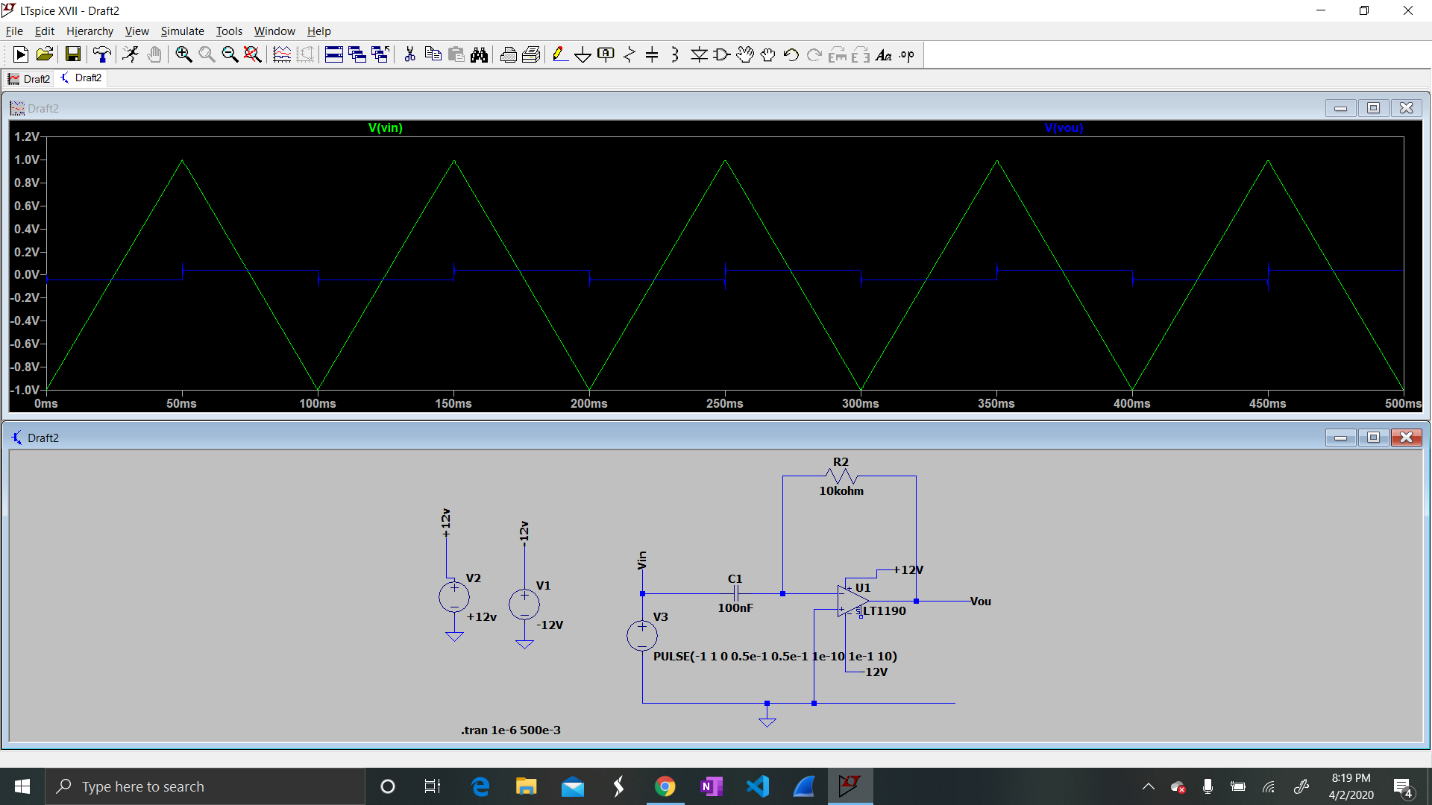 LTspice XVII - Draft2
File Edit Hierarchy View Simulate Tools Window Help
Draft2 Draft2
Draft2
V(vin) V(vou)
1.2V
1.0V
0.8V
0.6V
0.4V
0.2V
0.0V
-0.2V
-0.4V
-0.6V
-0.8V
-1.0V
0ms 50ms 100ms 150ms 200ms 250ms 300ms 350ms 400ms 450ms 500ms
Draft2
R2
10kohm
+12v
-12v
Vin
V2
+12v
V1
-12V
C1
100nF
V3
PULSE(-1 1 0 0.5e-1 0.5e-1 1e-10 1e-1 10)
+12V
U1
LT1190
Vou
-12V
.tran 1e-6 500e-3
Type here to search
8:19 PM
4/2/2020
4